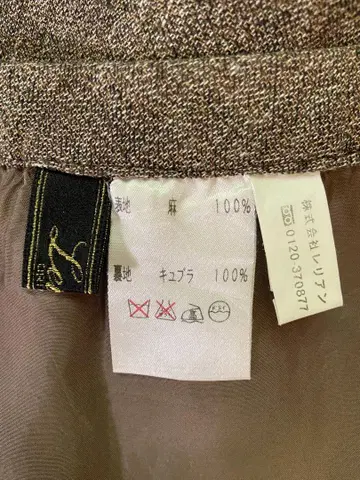 表地 麻 100%
裏地 キュプラ 100%
株式会社レリアン
0120-370877